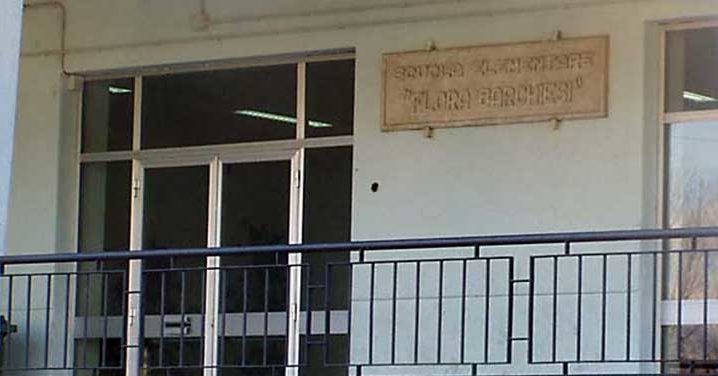 SCUOLA ELEMENTARE
"FLORA BARCHIESI"